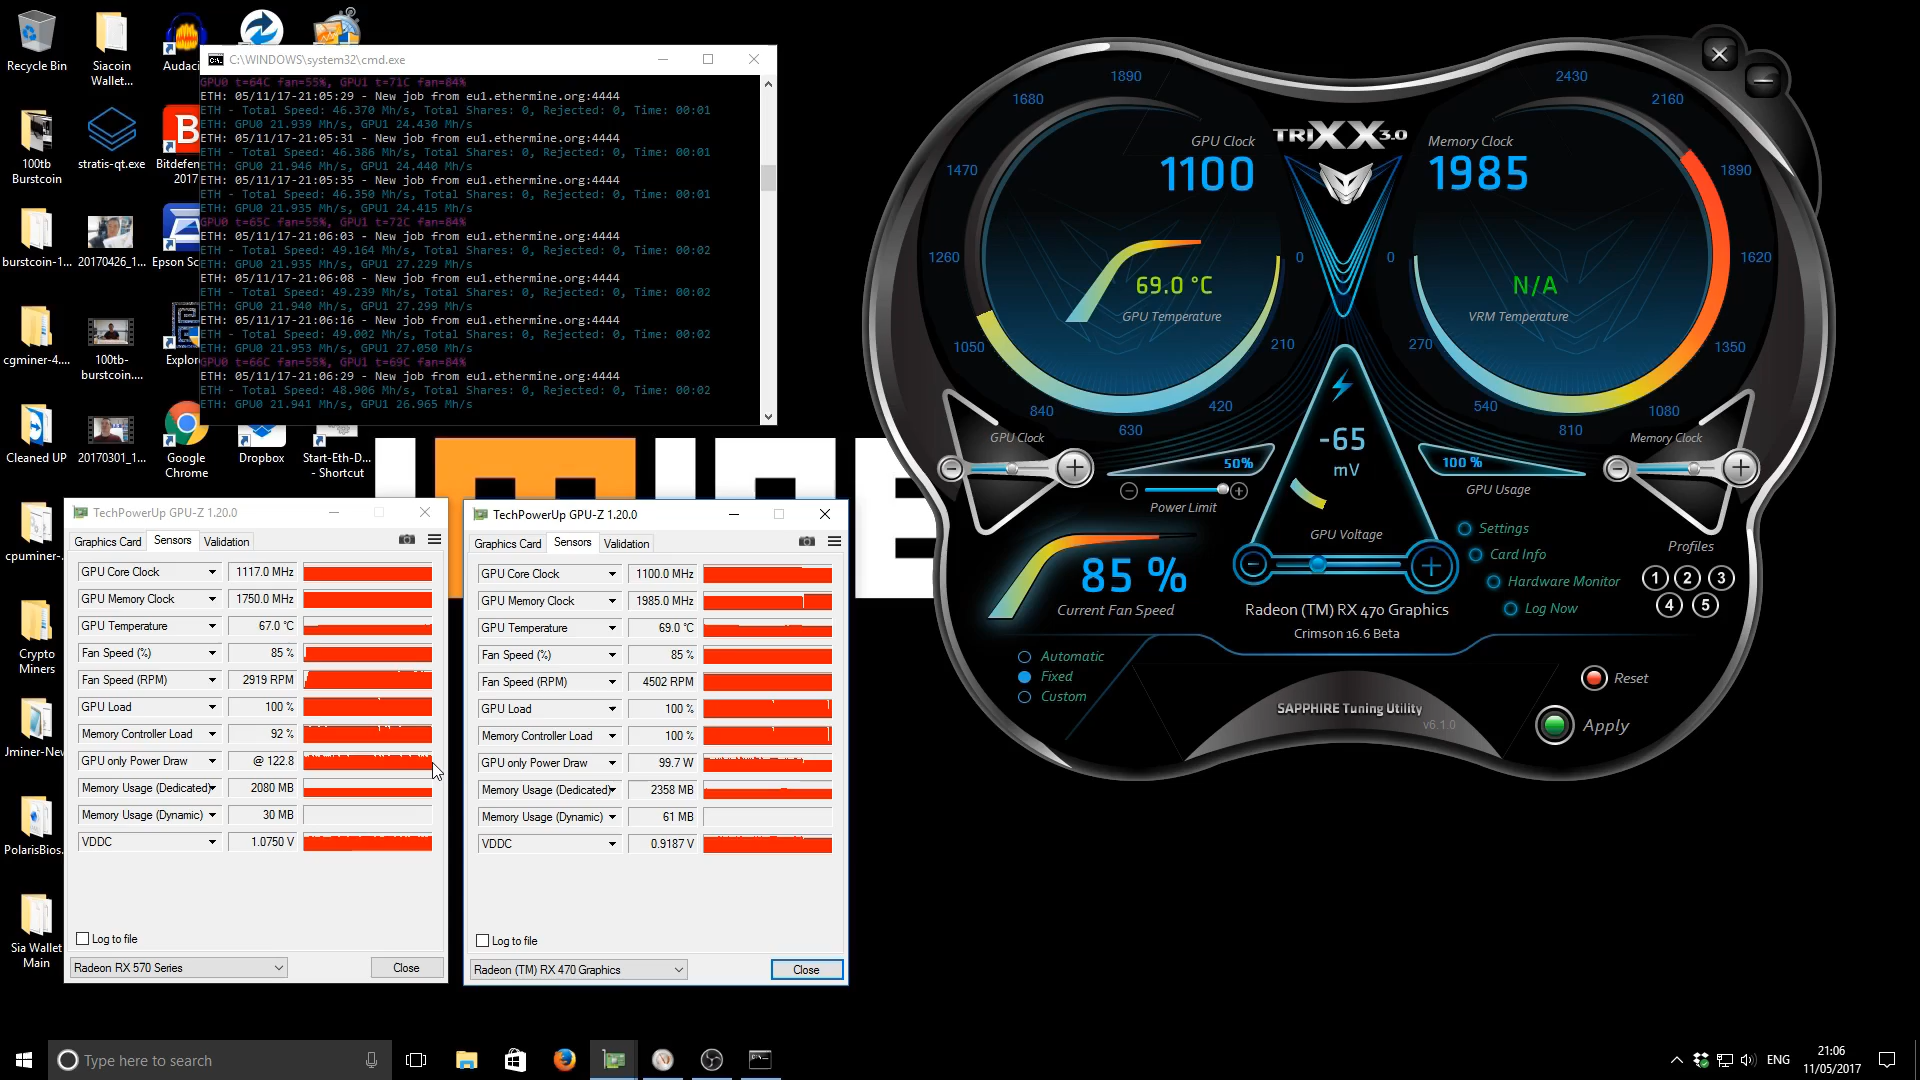 Recycle Bin
Siacoin
Wallet...
Audaci
100tb
Burstcoin
stratis-qt.exe
Bitdefen
2017
burstcoin-1...
20170426_1...
Epson Sc
cgminer-4....
100tb-
burstcoin....
Explor
Cleaned UP
20170301_1...
Google
Chrome
Dropbox
Start-Eth-D...
- Shortcut
cpuminer-
Crypto
Miners
Jminer-New
PolarisBios.
Sia Wallet
Main
C:\WINDOWS\system32\cmd.exe
GPU0 t=64C fan=55%, GPU1 t=71C fan=84%
ETH: 05/11/17-21:05:29 - New job from eu1.ethermine.org:4444
ETH - Total Speed: 46.370 Mh/s, Total Shares: 0, Rejected: 0, Time: 00:01
ETH: GPU0 21.939 Mh/s, GPU1 24.430 Mh/s
ETH: 05/11/17-21:05:31 - New job from eu1.ethermine.org:4444
ETH - Total Speed: 46.386 Mh/s, Total Shares: 0, Rejected: 0, Time: 00:01
ETH: GPU0 21.946 Mh/s, GPU1 24.440 Mh/s
ETH: 05/11/17-21:05:35 - New job from eu1.ethermine.org:4444
ETH - Total Speed: 46.350 Mh/s, Total Shares: 0, Rejected: 0, Time: 00:01
ETH: GPU0 21.935 Mh/s, GPU1 24.415 Mh/s
GPU0 t=65C fan=55%, GPU1 t=72C fan=84%
ETH: 05/11/17-21:06:03 - New job from eu1.ethermine.org:4444
ETH - Total Speed: 49.164 Mh/s, Total Shares: 0, Rejected: 0, Time: 00:02
ETH: GPU0 21.935 Mh/s, GPU1 27.229 Mh/s
ETH: 05/11/17-21:06:08 - New job from eu1.ethermine.org:4444
ETH - Total Speed: 49.239 Mh/s, Total Shares: 0, Rejected: 0, Time: 00:02
ETH: GPU0 21.940 Mh/s, GPU1 27.299 Mh/s
ETH: 05/11/17-21:06:16 - New job from eu1.ethermine.org:4444
ETH - Total Speed: 49.002 Mh/s, Total Shares: 0, Rejected: 0, Time: 00:02
ETH: GPU0 21.953 Mh/s, GPU1 27.050 Mh/s
GPU0 t=66C fan=55%, GPU1 t=69C fan=84%
ETH: 05/11/17-21:06:29 - New job from eu1.ethermine.org:4444
ETH - Total Speed: 48.906 Mh/s, Total Shares: 0, Rejected: 0, Time: 00:02
ETH: GPU0 21.941 Mh/s, GPU1 26.965 Mh/s
TechPowerUp GPU-Z 1.20.0
Graphics Card Sensors Validation
GPU Core Clock 1117.0 MHz
GPU Memory Clock 1750.0 MHz
GPU Temperature 67.0 °C
Fan Speed (%) 85 %
Fan Speed (RPM) 2919 RPM
GPU Load 100 %
Memory Controller Load 92 %
GPU only Power Draw @ 122.8
Memory Usage (Dedicated) 2080 MB
Memory Usage (Dynamic) 30 MB
VDDC 1.0750 V
Log to file
Radeon RX 570 Series Close
TechPowerUp GPU-Z 1.20.0
Graphics Card Sensors Validation
GPU Core Clock 1100.0 MHz
GPU Memory Clock 1985.0 MHz
GPU Temperature 69.0 °C
Fan Speed (%) 85 %
Fan Speed (RPM) 4502 RPM
GPU Load 100 %
Memory Controller Load 100 %
GPU only Power Draw 99.7 W
Memory Usage (Dedicated) 2358 MB
Memory Usage (Dynamic) 61 MB
VDDC 0.9187 V
Log to file
Radeon (TM) RX 470 Graphics Close
TRIXX 3.0
GPU Clock
1100
0
210
420
630
840
1050
1260
1470
1680
1890
69.0 °C
GPU Temperature
Memory Clock
1985
0
270
540
810
1080
1350
1620
1890
2160
2430
N/A
VRM Temperature
GPU Clock
50%
Power Limit
-65
mV
GPU Voltage
100 %
GPU Usage
Memory Clock
85 %
Current Fan Speed
Radeon (TM) RX 470 Graphics
Crimson 16.6 Beta
Settings
Card Info
Hardware Monitor
Log Now
Profiles
1 2 3
4 5
Automatic
Fixed
Custom
SAPPHIRE Tuning Utility
v6.1.0
Reset
Apply
Type here to search
ENG
21:06
11/05/2017